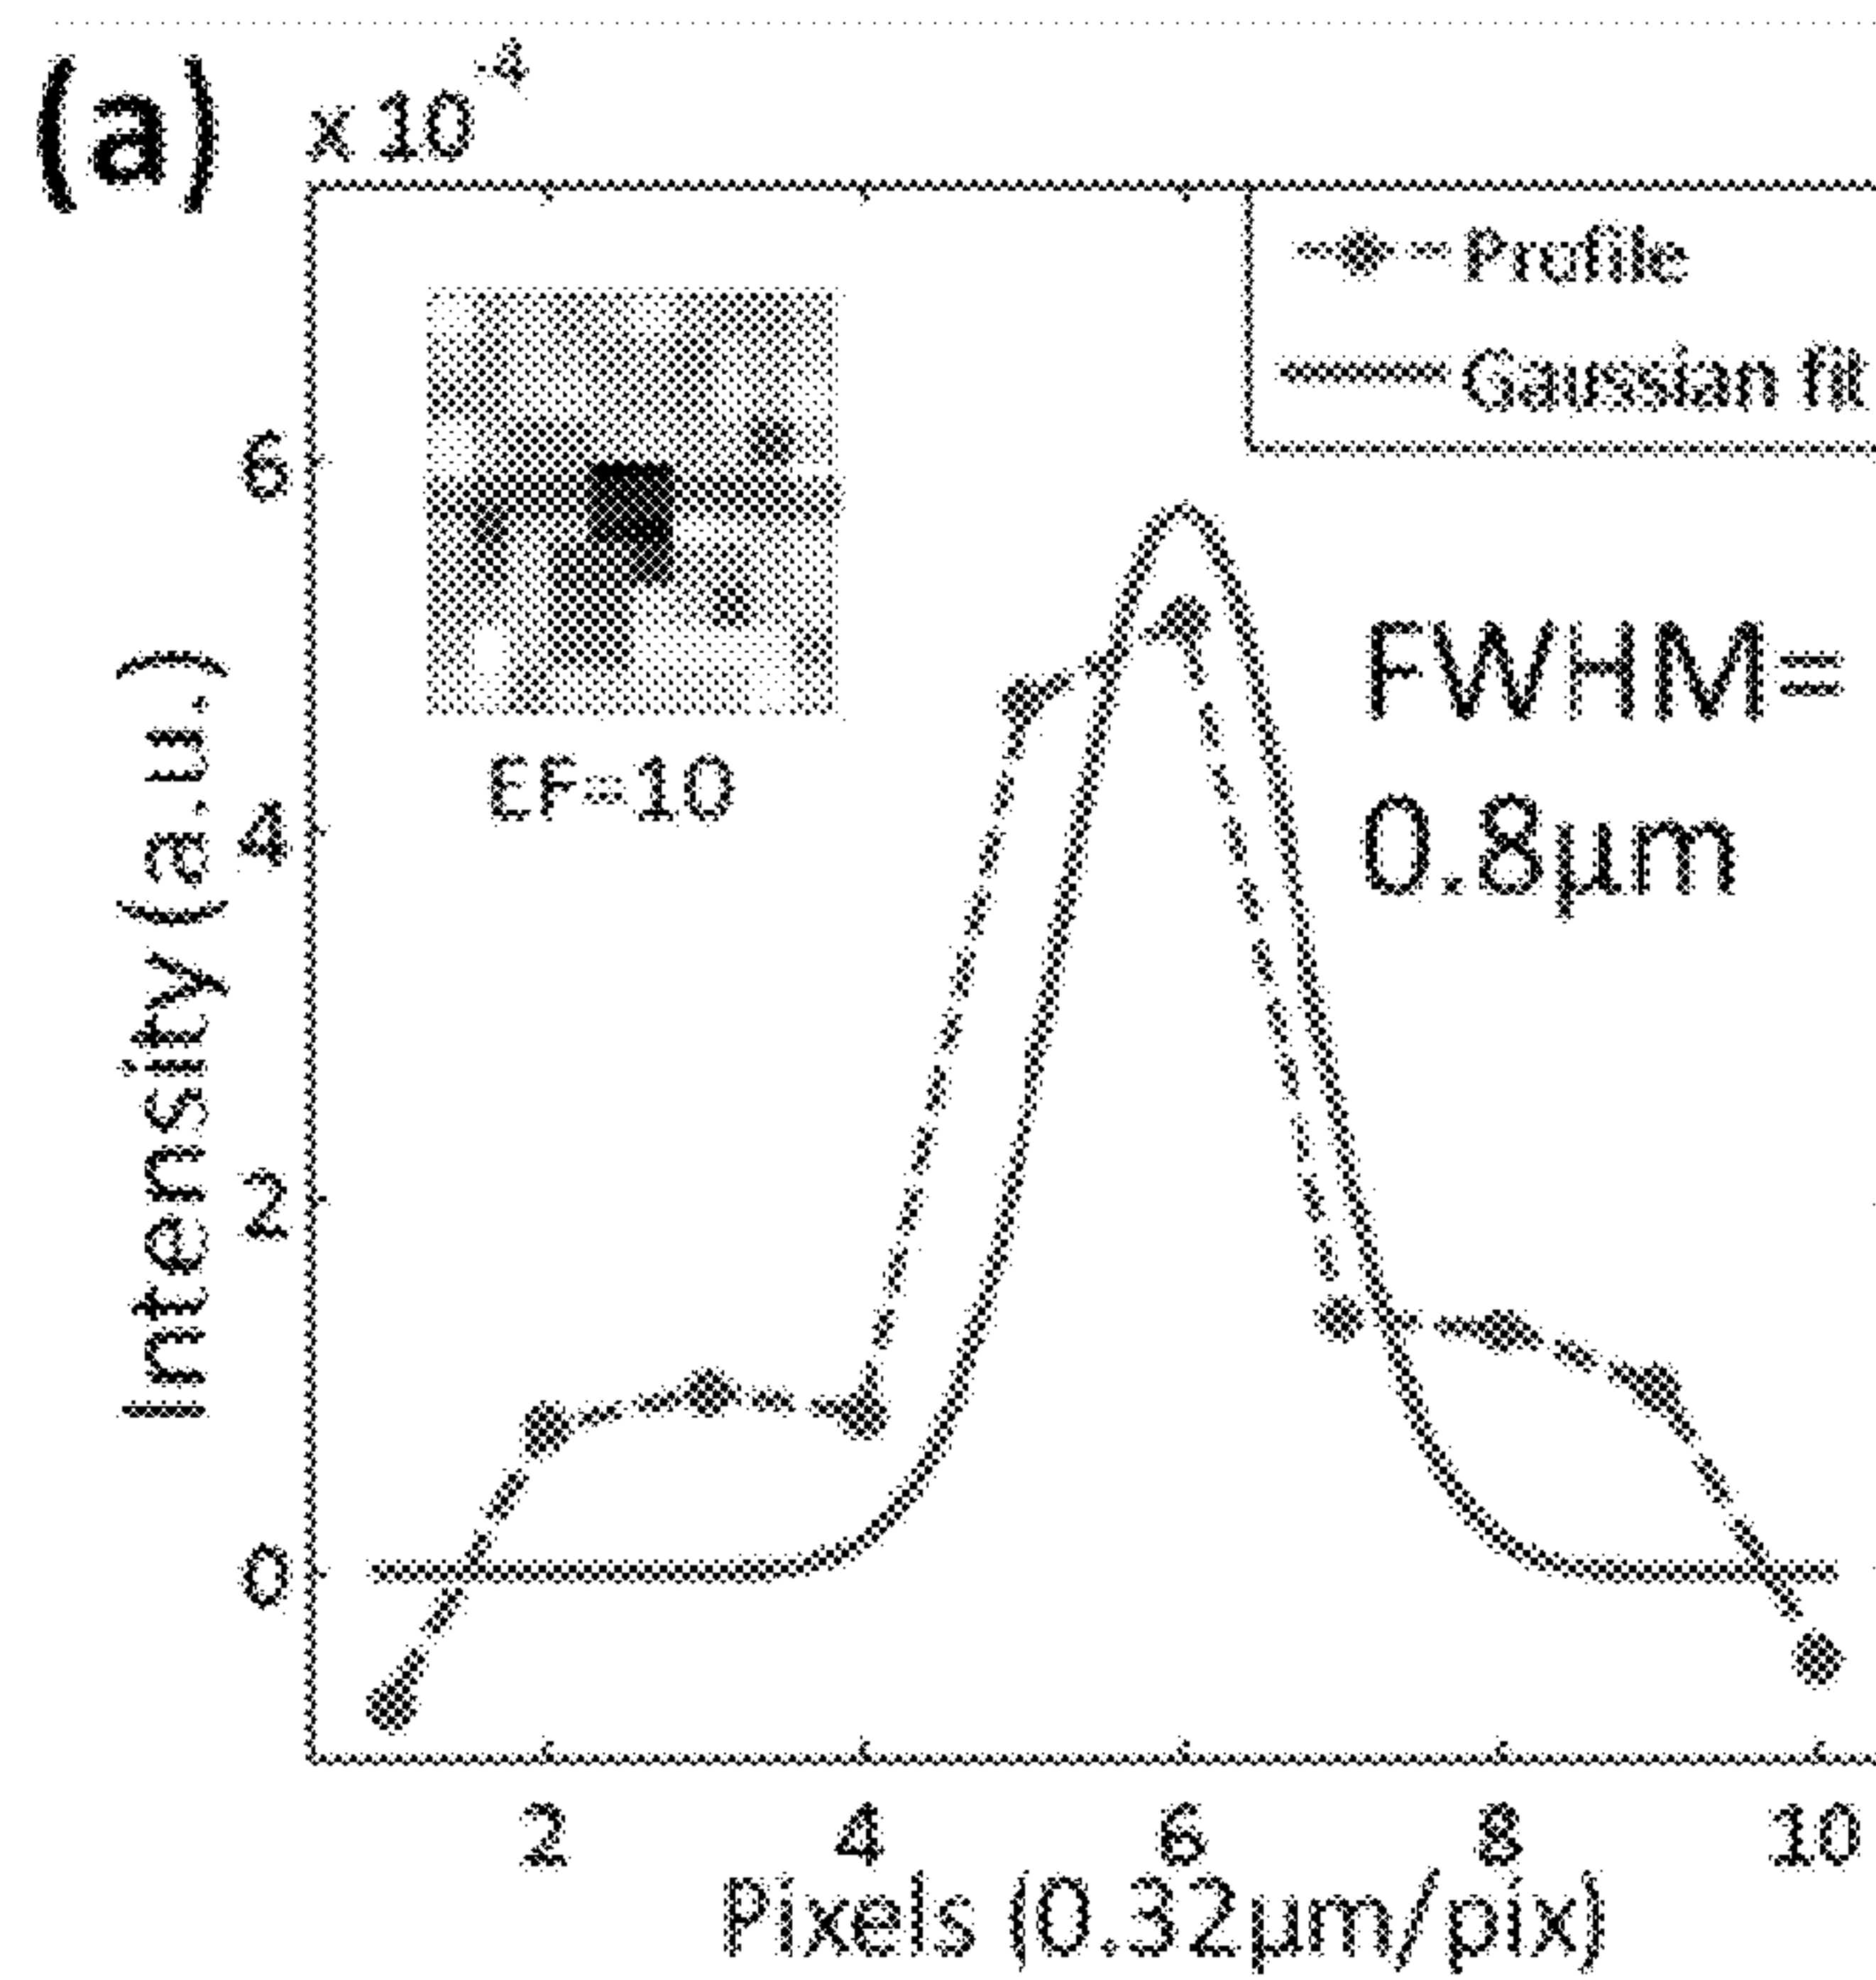 (a)
x 10-4
Profile
Gaussian fit
6
4
2
0
EF=10
FWHM=
0.8μm
Intensity (a.u.)
2 4 6 8 10
Pixels (0.32μm/pix)